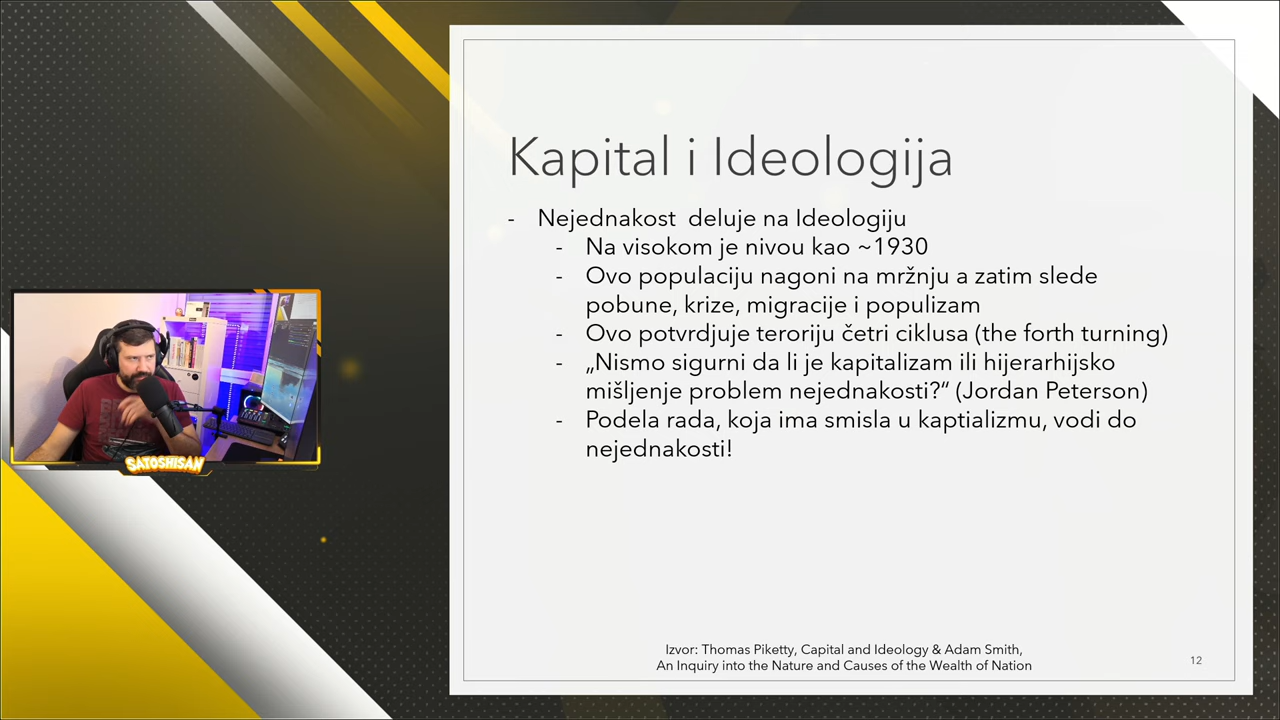 Kapital i Ideologija
- Nejednakost deluje na Ideologiju
- Na visokom je nivou kao ~1930
- Ovo populaciju nagoni na mržnju a zatim slede
pobune, krize, migracije i populizam
- Ovo potvrdjuje teroriju četri ciklusa (the forth turning)
- „Nismo sigurni da li je kapitalizam ili hijerarhijsko
mišljenje problem nejednakosti?“ (Jordan Peterson)
- Podela rada, koja ima smisla u kaptializmu, vodi do
nejednakosti!
SATOSHISAN
Izvor: Thomas Piketty, Capital and Ideology & Adam Smith,
An Inquiry into the Nature and Causes of the Wealth of Nation
12